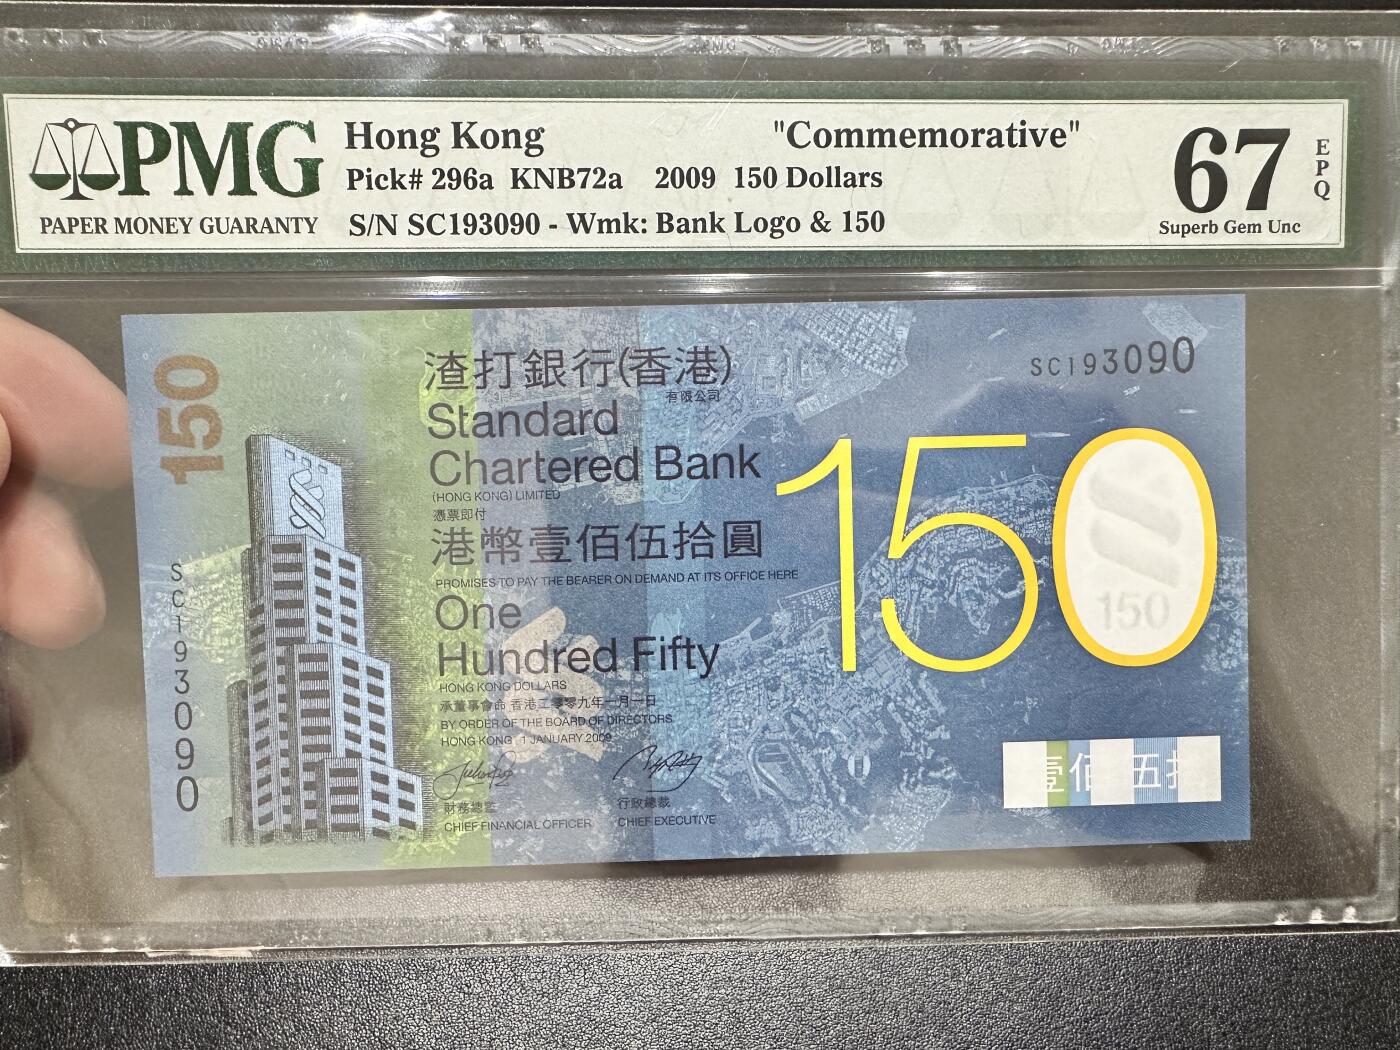 PMG
PAPER MONEY GUARANTY
Hong Kong "Commemorative"
Pick# 296a KNB72a 2009 150 Dollars
S/N SC193090 - Wmk: Bank Logo & 150
67
EPQ
Superb Gem Unc
150
SC193090
渣打銀行(香港)
有限公司
Standard
Chartered Bank
(HONG KONG) LIMITED
憑票即付
港幣壹佰伍拾圓
PROMISES TO PAY THE BEARER ON DEMAND AT ITS OFFICE HERE
One
Hundred Fifty
HONG KONG DOLLARS
承董事會命 香港二零零九年一月一日
BY ORDER OF THE BOARD OF DIRECTORS
HONG KONG 1 JANUARY 2009
財務總監
CHIEF FINANCIAL OFFICER
行政總裁
CHIEF EXECUTIVE
SC193090
150
150